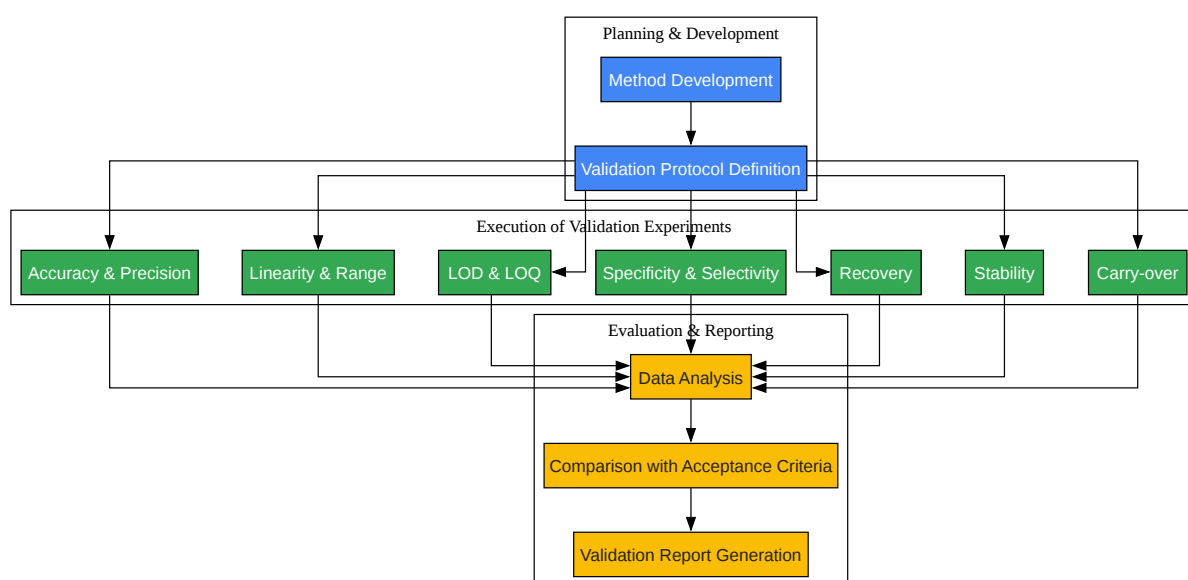 Planning & Development
Method Development
Validation Protocol Definition
Execution of Validation Experiments
Accuracy & Precision
Linearity & Range
LOD & LOQ
Specificity & Selectivity
Recovery
Stability
Carry-over
Evaluation & Reporting
Data Analysis
Comparison with Acceptance Criteria
Validation Report Generation